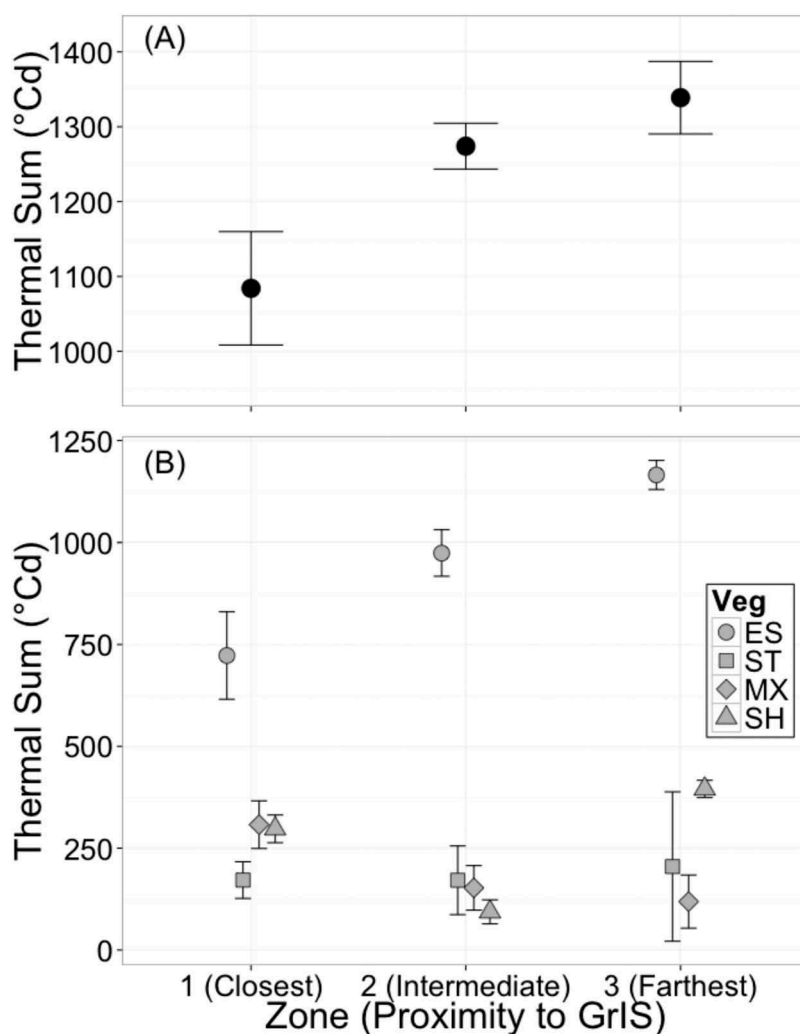 (A)
Thermal Sum (°Cd)
1400
1300
1200
1100
1000
(B)
Thermal Sum (°Cd)
1250
1000
750
500
250
0
Veg
ES
ST
MX
SH
1 (Closest) 2 (Intermediate) 3 (Farthest)
Zone (Proximity to GrIS)